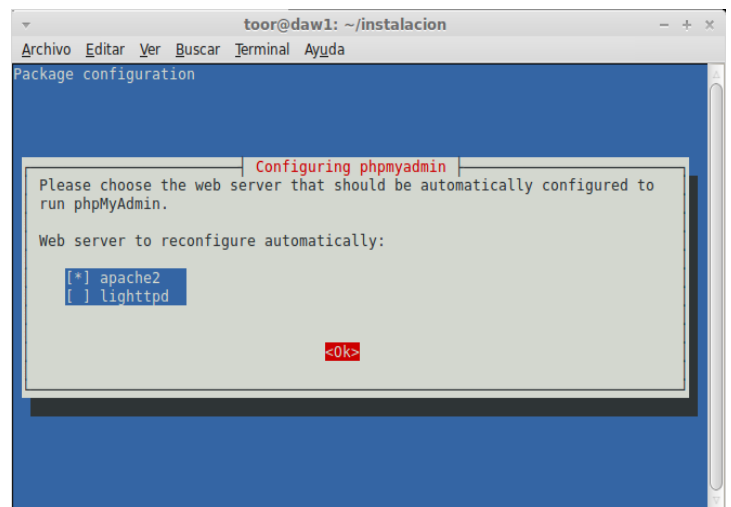 toor@daw1: ~/instalacion
Archivo Editar Ver Buscar Terminal Ayuda
Package configuration
Configuring phpmyadmin
Please choose the web server that should be automatically configured to
run phpMyAdmin.
Web server to reconfigure automatically:
[*] apache2
[ ] lighttpd
<Ok>